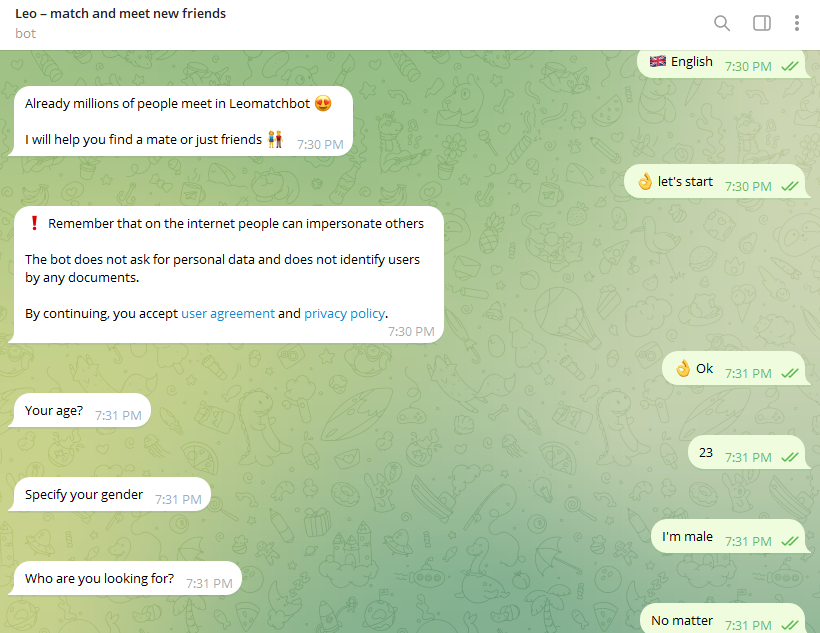 Leo – match and meet new friends
bot
🇬🇧 English 7:30 PM
Already millions of people meet in Leomatchbot 😍
I will help you find a mate or just friends 👫 7:30 PM
👌 let's start 7:30 PM
❗ Remember that on the internet people can impersonate others
The bot does not ask for personal data and does not identify users
by any documents.
By continuing, you accept user agreement and privacy policy.
7:30 PM
👌 Ok 7:31 PM
Your age? 7:31 PM
23 7:31 PM
Specify your gender 7:31 PM
I'm male 7:31 PM
Who are you looking for? 7:31 PM
No matter 7:31 PM